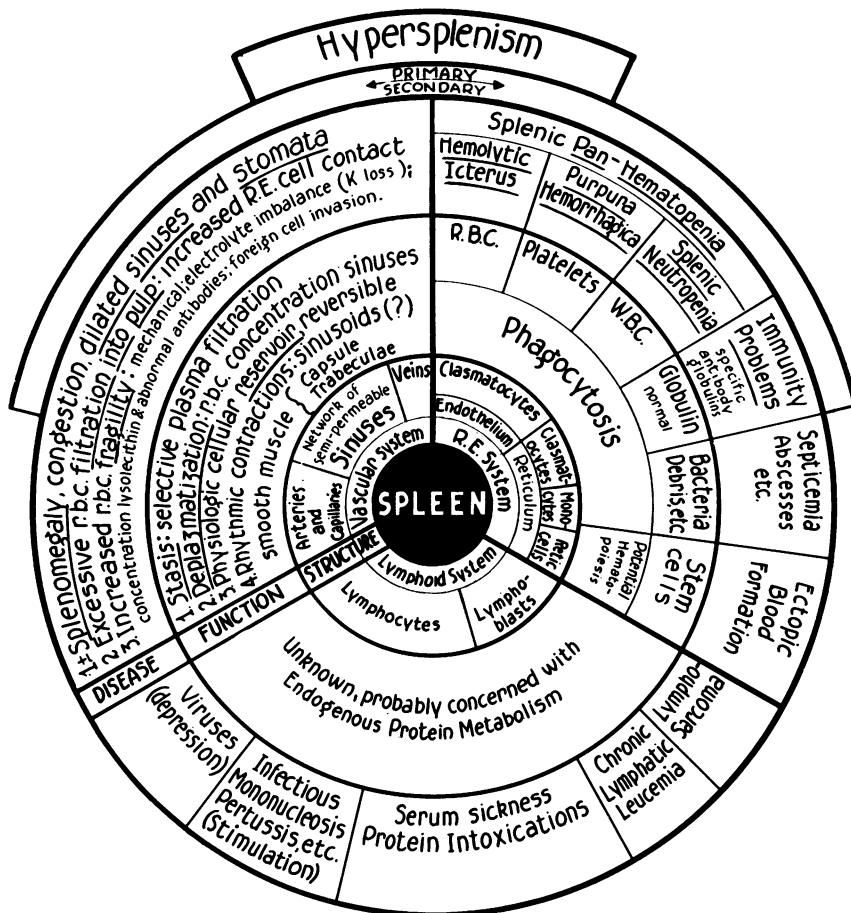 Hypersplenism
PRIMARY
SECONDARY
Splenic Pan-Hematopenia
Hemolytic
Icterus
Purpura
Hemorrhagica
Splenic
Neutropenia
Immunity
Problems
Septicemia
Abscesses
etc.
Ectopic
Blood
Formation
R.B.C.
Platelets
W.B.C.
Globulin
normal
specific
antibody
globulins
Bacteria
Debris, etc.
Stem
cells
Potential
Hemato-
poiesis
Phagocytosis
Clasmatocytes
Endothelium
R.E. System
Reticulum
Clasmat-
ocytes
Mono-
cytes
Retic
cells
1. Splenomegaly, congestion, dilated sinuses and stomata
2. Excessive r.b.c. filtration into pulp: increased R.E. cell contact
3. Increased rbc. fragility: mechanical; electrolyte imbalance (K loss);
concentration lysolecithin & abnormal antibodies; foreign cell invasion.
1. Stasis: selective plasma filtration
2. Deplazmatization: r.b.c. concentration sinuses
3. Physiologic cellular reservoir, reversible
4. Rhythmic contractions: sinusoids (?)
smooth muscle { Capsule
Trabeculae
Veins
Network of
semi-permeable
Sinuses
Arteries
and
Capillaries
Vascular System
SPLEEN
STRUCTURE
FUNCTION
DISEASE
Lymphoid System
Lymphocytes
Lympho-
blasts
Unknown, probably concerned with
Endogenous Protein Metabolism
Viruses
(depression)
Infectious
Mononucleosis
Pertussis, etc.
(Stimulation)
Serum sickness
Protein Intoxications
Chronic
Lymphatic
Leucemia
Lympho-
sarcoma